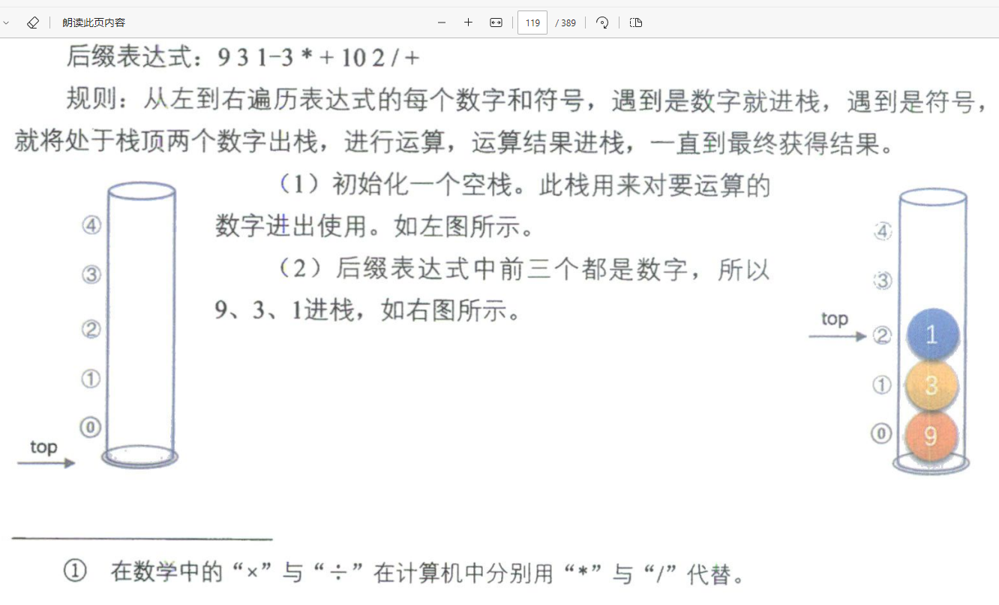 朗读此页内容
119 / 389
后缀表达式：9 3 1-3 * + 10 2 / +
规则：从左到右遍历表达式的每个数字和符号，遇到是数字就进栈，遇到是符号，
就将处于栈顶两个数字出栈，进行运算，运算结果进栈，一直到最终获得结果。
（1）初始化一个空栈。此栈用来对要运算的
数字进出使用。如左图所示。
（2）后缀表达式中前三个都是数字，所以
9、3、1进栈，如右图所示。
④
③
②
①
⓪
top
④
③
top
②
1
①
3
⓪
9
① 在数学中的“×”与“÷”在计算机中分别用“*”与“/”代替。